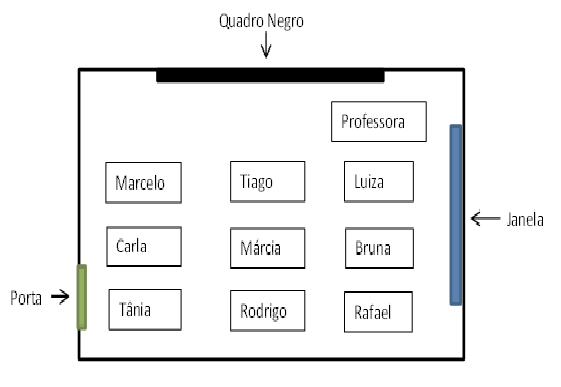 Quadro Negro
Professora
Marcelo
Tiago
Luiza
Janela
Carla
Márcia
Bruna
Porta
Tânia
Rodrigo
Rafael